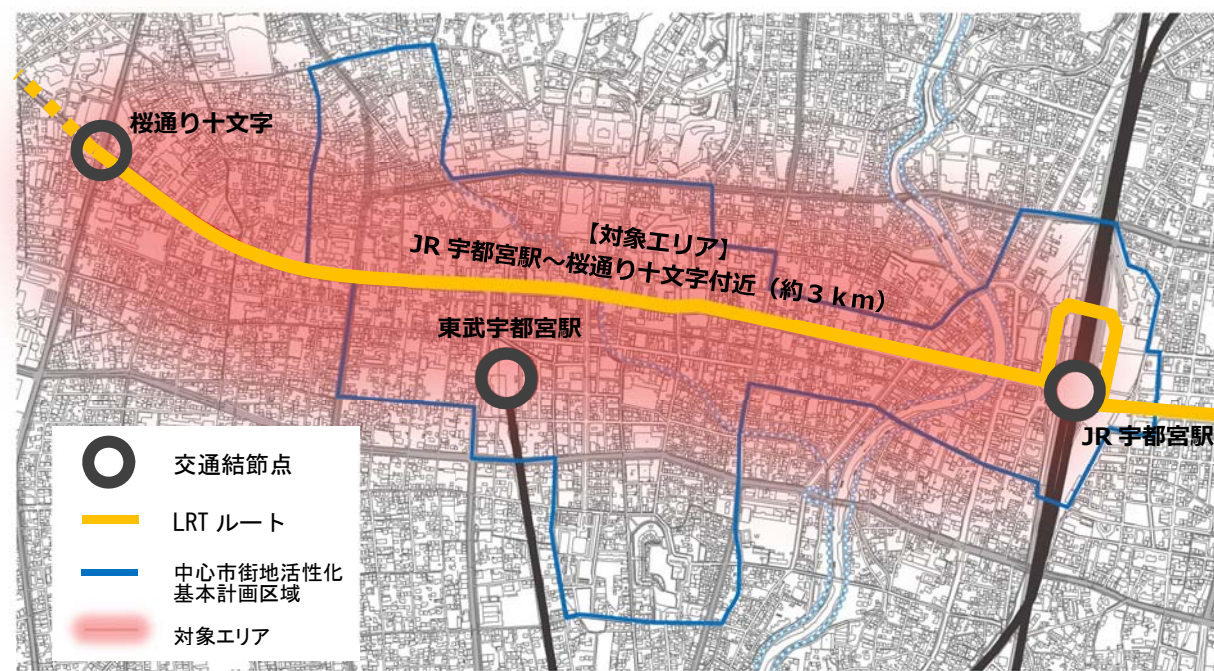 桜通り十文字
【対象エリア】
JR 宇都宮駅～桜通り十文字付近（約３ｋｍ）
東武宇都宮駅
JR 宇都宮駅
交通結節点
LRT ルート
中心市街地活性化
基本計画区域
対象エリア